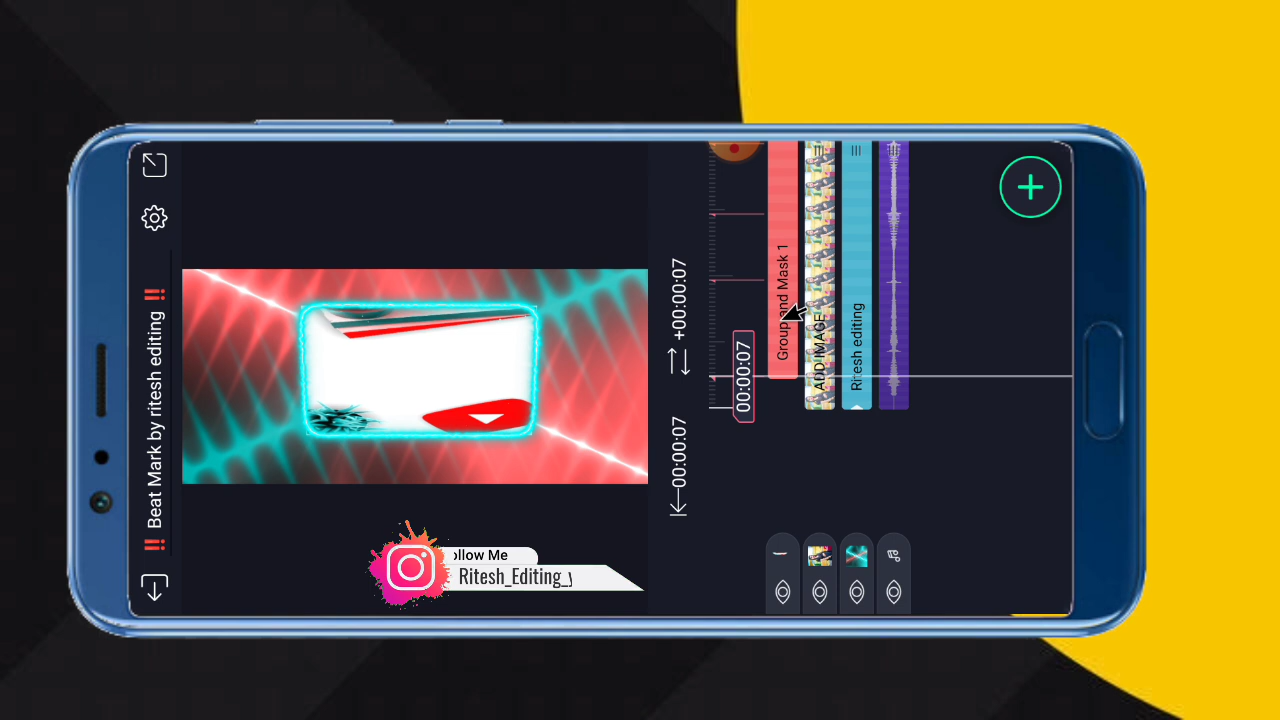 !! Beat Mark by ritesh editing !!
00:00:07
+00:00:07
00:00:07
Group and Mask 1
ADD IMAGE
Ritesh editing
ollow Me
Ritesh_Editing_